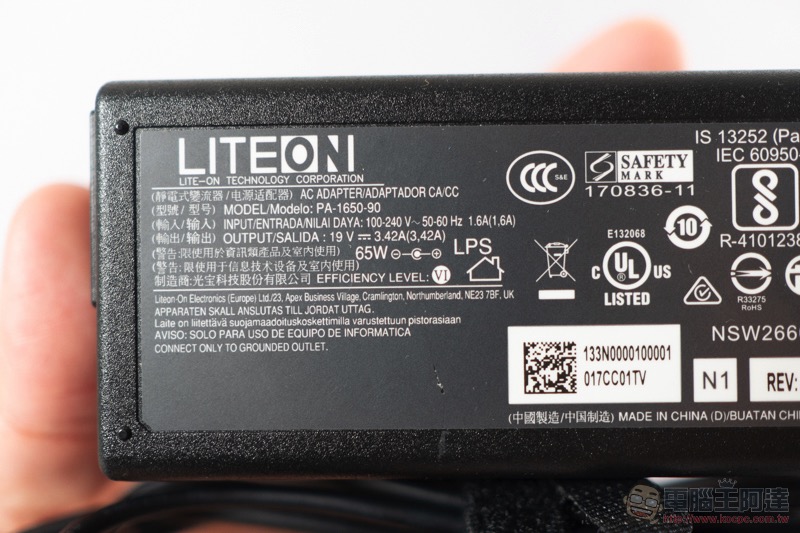 LITEON
LITE-ON TECHNOLOGY CORPORATION
(靜電式變流器/电源适配器) AC ADAPTER/ADAPTADOR CA/CC
(型號/型号) MODEL/Modelo: PA-1650-90
(輸入/输入) INPUT/ENTRADA/NILAI DAYA: 100-240 V~ 50-60 Hz 1.6A(1,6A)
(輸出/输出) OUTPUT/SALIDA : 19 V 3.42A(3,42A)
(警告:限使用於資訊類產品及室內使用) 65W LPS
(警告:限使用于信息技术设备及室内使用)
制造商:光宝科技股份有限公司 EFFICIENCY LEVEL: VI
Liteon-On Electronics (Europe) Ltd./23, Apex Business Village, Cramlington, Northumberland, NE23 7BF, UK
APPARATEN SKALL ANSLUTAS TILL JORDAT UTTAG.
Laite on liitettävä suojamaadoituskoskettimilla varustettuun pistorasiaan
AVISO: SOLO PARA USO DE EQUIPO DE INFORMATICA
CONNECT ONLY TO GROUNDED OUTLET.
CCC S&E
S SAFETY
MARK
170836-11
IS 13252 (Pa
IEC 60950-
R-4101238
E132068
c UL us
LISTED
10
R33275
RoHS
NSW2660
133N0000100001
017CC01TV
N1
REV:
(中國製造/中国制造) MADE IN CHINA (D)/BUATAN CHI
電腦王阿達
http://www.kocpc.com.tw